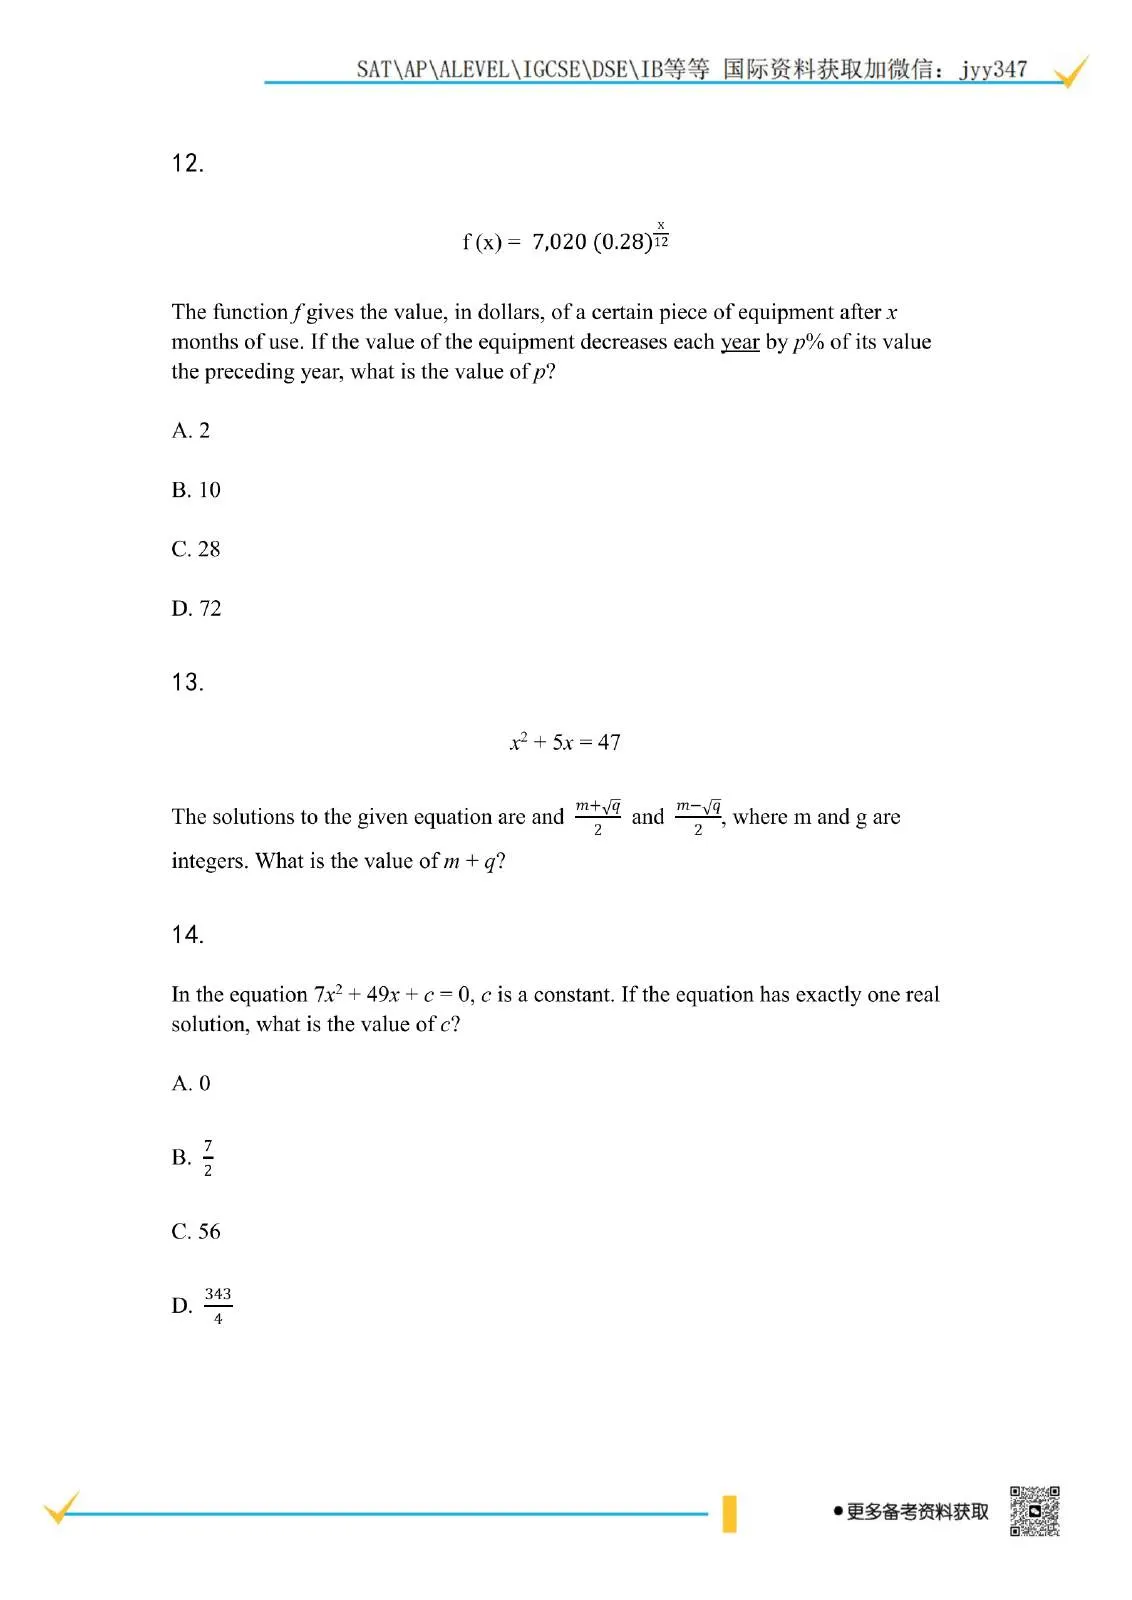 SAT\AP\ALEVEL\IGCSE\DSE\IB等等 国际资料获取加微信：jyy347
12.
f (x) = 7,020 (0.28)^(x/12)
The function f gives the value, in dollars, of a certain piece of equipment after x
months of use. If the value of the equipment decreases each year by p% of its value
the preceding year, what is the value of p?
A. 2
B. 10
C. 28
D. 72
13.
x² + 5x = 47
The solutions to the given equation are and (m+√q)/2 and (m−√q)/2, where m and g are
integers. What is the value of m + q?
14.
In the equation 7x² + 49x + c = 0, c is a constant. If the equation has exactly one real
solution, what is the value of c?
A. 0
B. 7/2
C. 56
D. 343/4
●更多备考资料获取